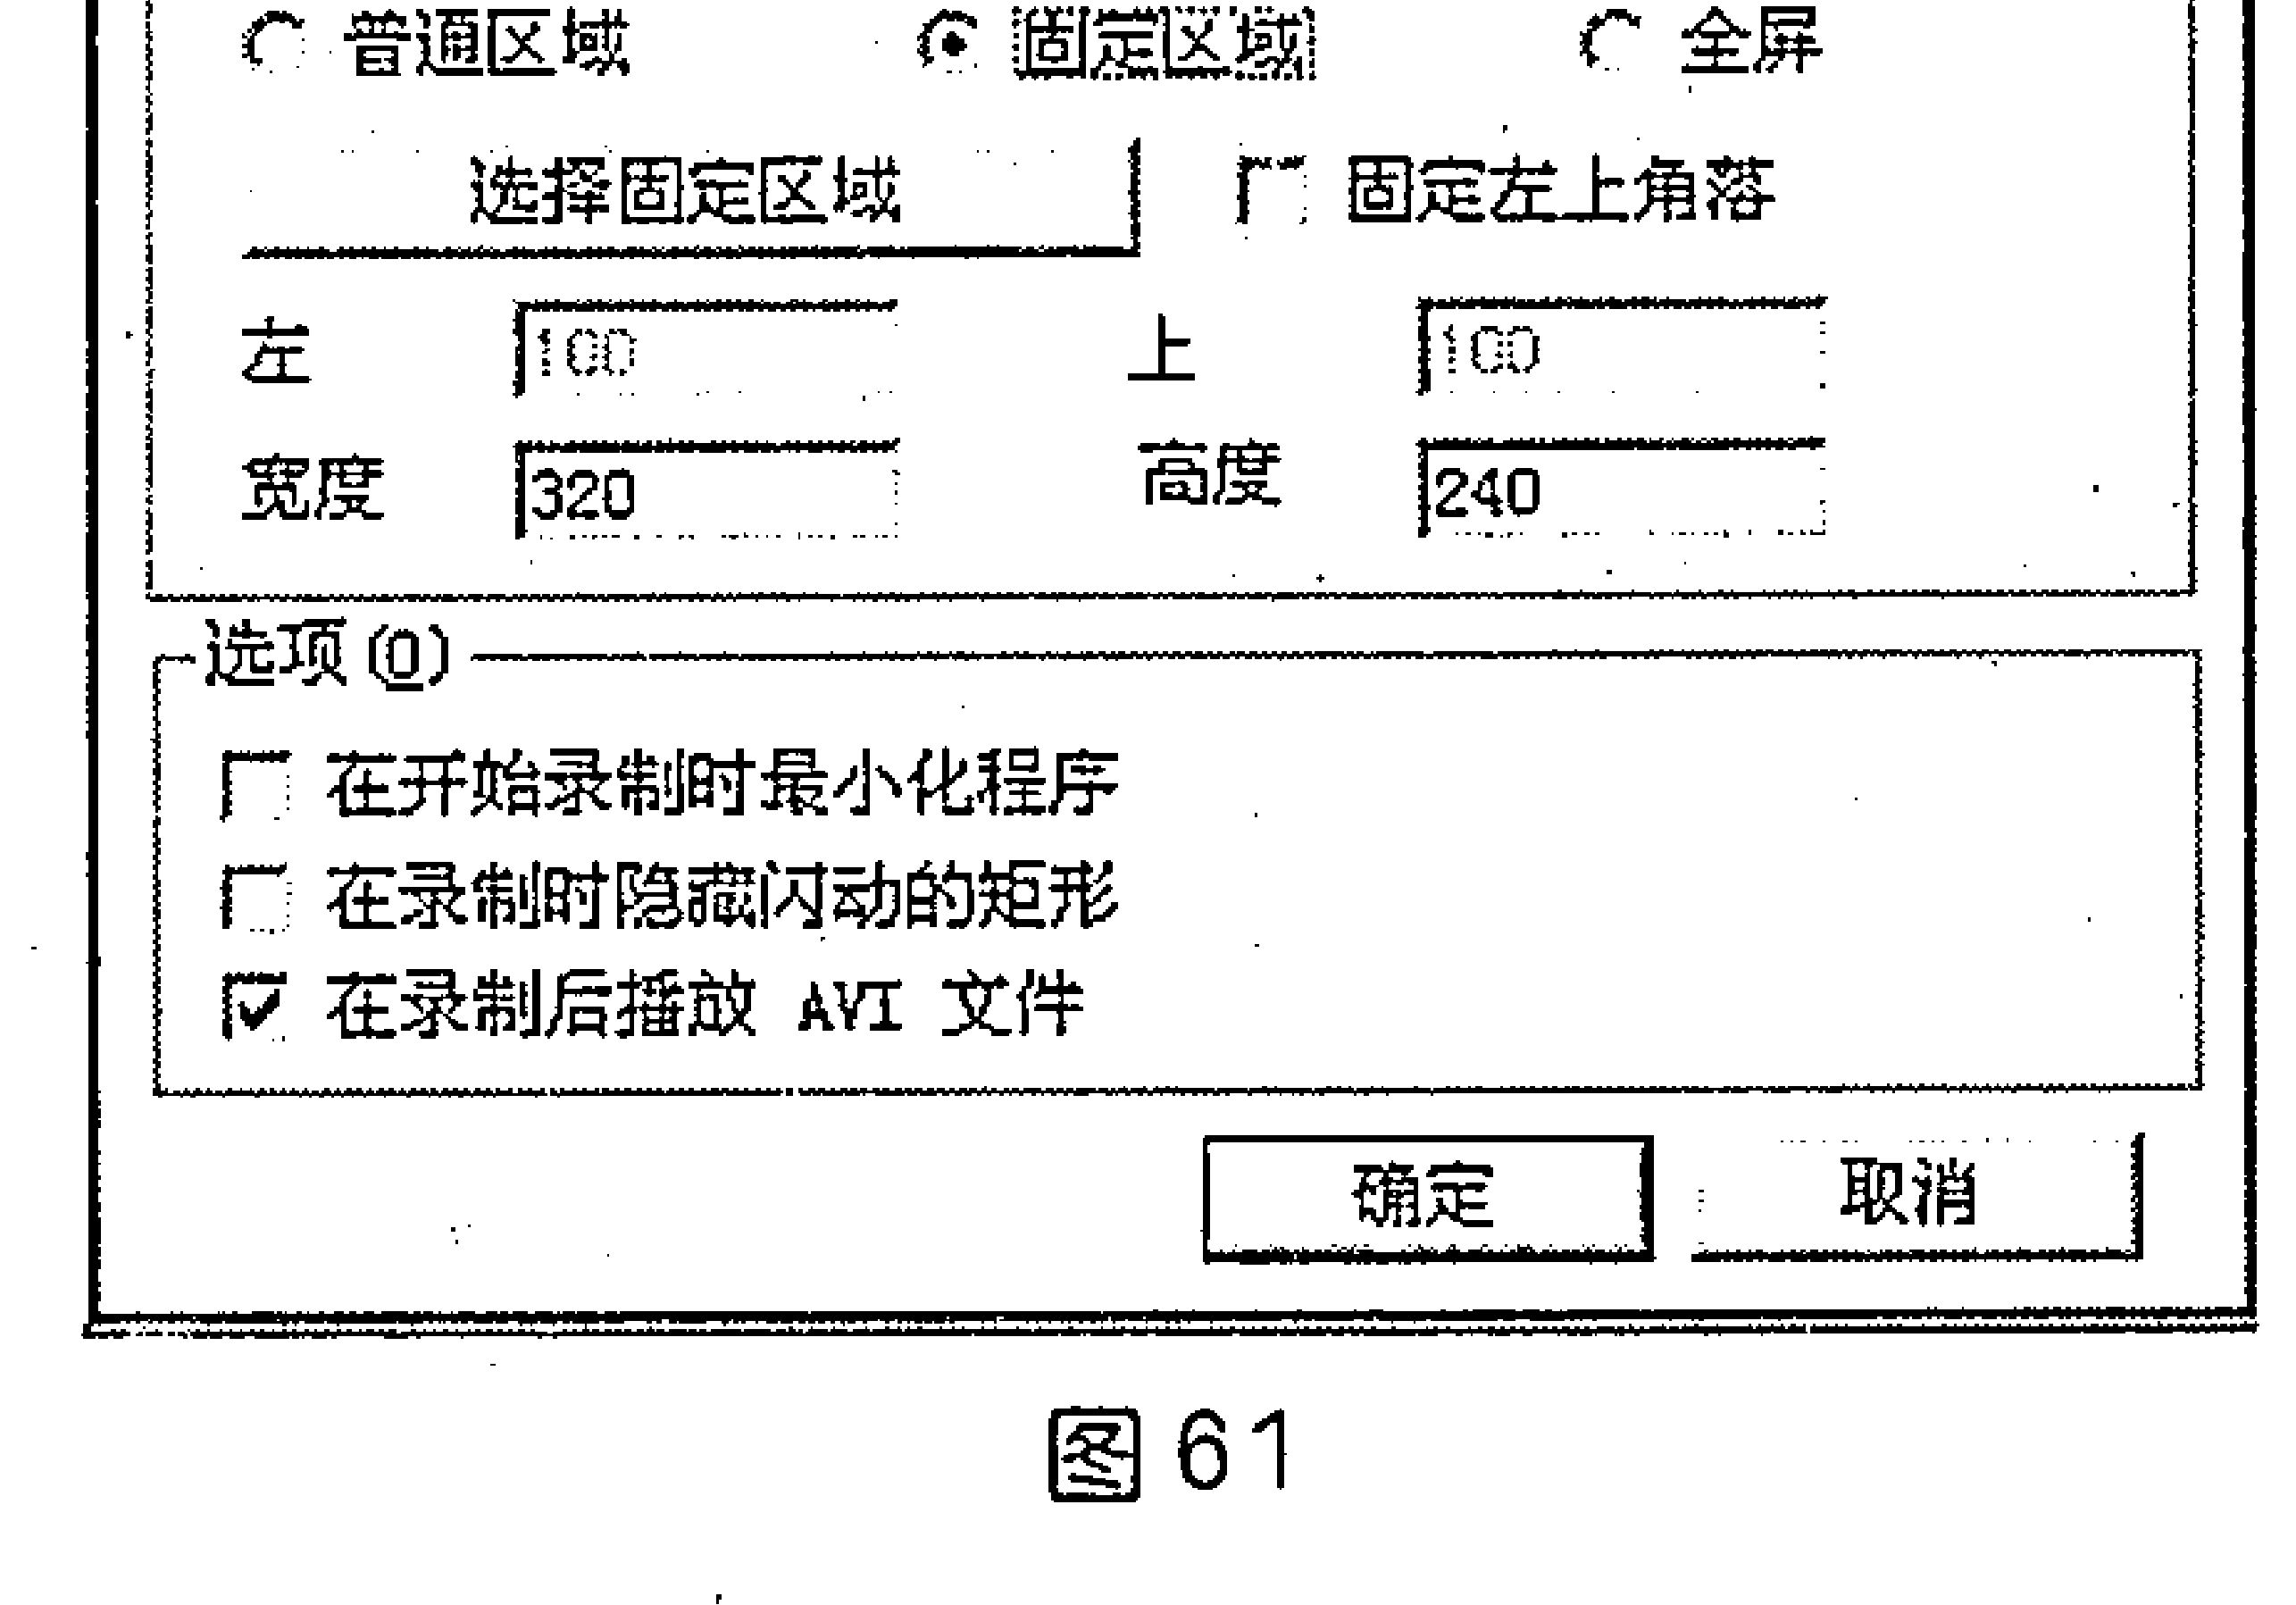 普通区域 固定区域 全屏
选择固定区域 固定左上角落
左 100 上 100
宽度 320 高度 240
选项(O)
在开始录制时最小化程序
在录制时隐藏闪动的矩形
在录制后播放 AVI 文件
确定 取消
图 61